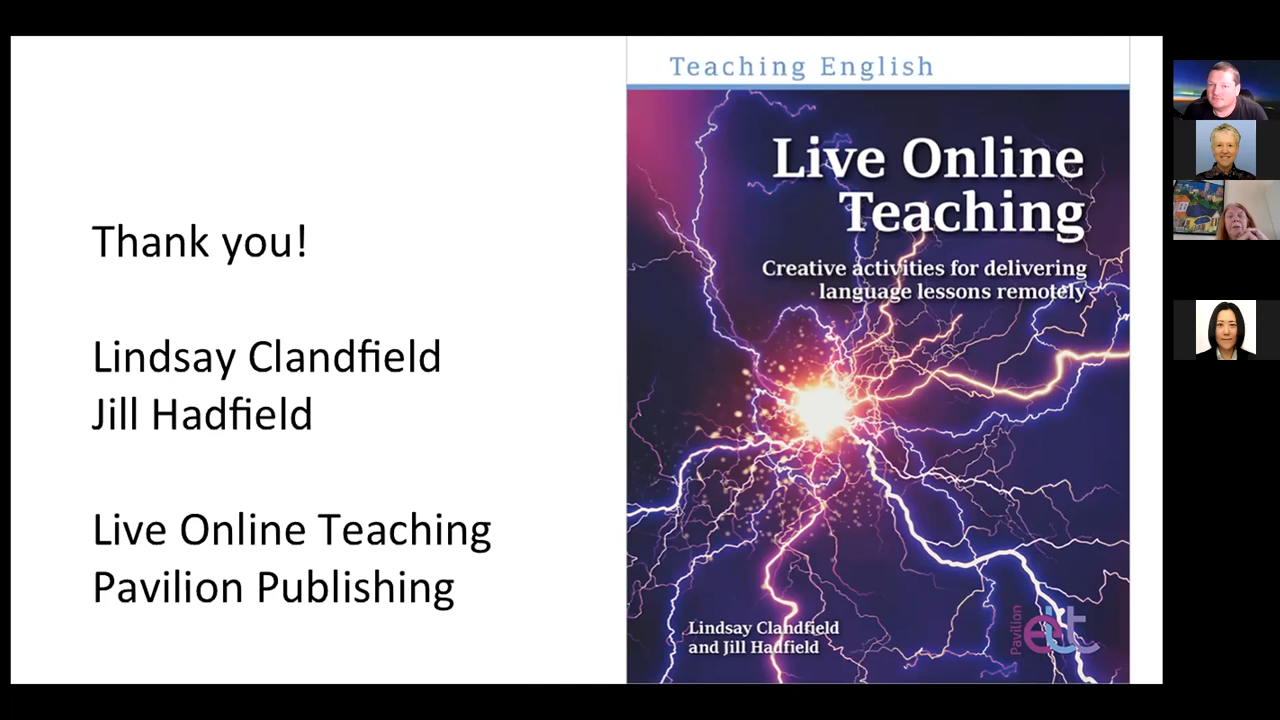 Thank you!
Lindsay Clandfield
Jill Hadfield
Live Online Teaching
Pavilion Publishing
Teaching English
Live Online
Teaching
Creative activities for delivering
language lessons remotely
Lindsay Clandfield
and Jill Hadfield
Pavilion
elt